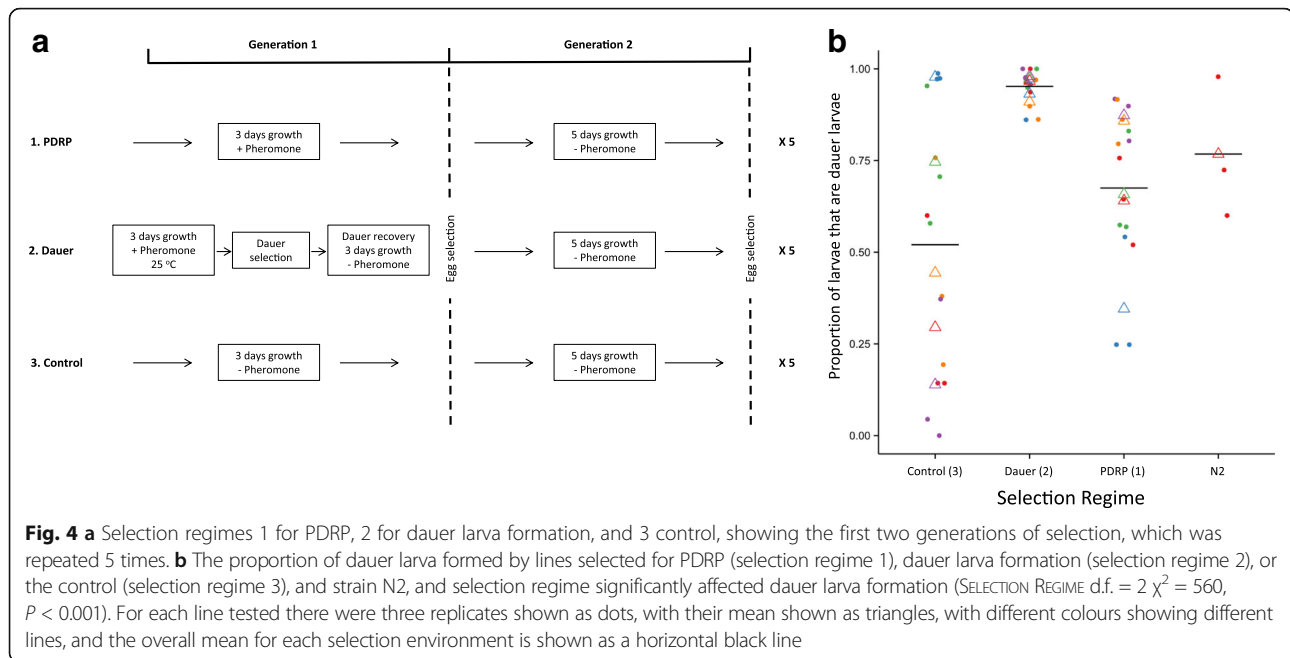 a
Generation 1
Generation 2
1. PDRP
3 days growth
+ Pheromone
5 days growth
- Pheromone
X 5
2. Dauer
3 days growth
+ Pheromone
25 °C
Dauer
selection
Dauer recovery
3 days growth
- Pheromone
Egg selection
5 days growth
- Pheromone
Egg selection
X 5
3. Control
3 days growth
- Pheromone
5 days growth
- Pheromone
X 5
b
Proportion of larvae that are dauer larvae
1.00
0.75
0.50
0.25
0.00
Control (3)
Dauer (2)
PDRP (1)
N2
Selection Regime
Fig. 4 a Selection regimes 1 for PDRP, 2 for dauer larva formation, and 3 control, showing the first two generations of selection, which was
repeated 5 times. b The proportion of dauer larva formed by lines selected for PDRP (selection regime 1), dauer larva formation (selection regime 2), or
the control (selection regime 3), and strain N2, and selection regime significantly affected dauer larva formation (SELECTION REGIME d.f. = 2 χ² = 560,
P < 0.001). For each line tested there were three replicates shown as dots, with their mean shown as triangles, with different colours showing different
lines, and the overall mean for each selection environment is shown as a horizontal black line